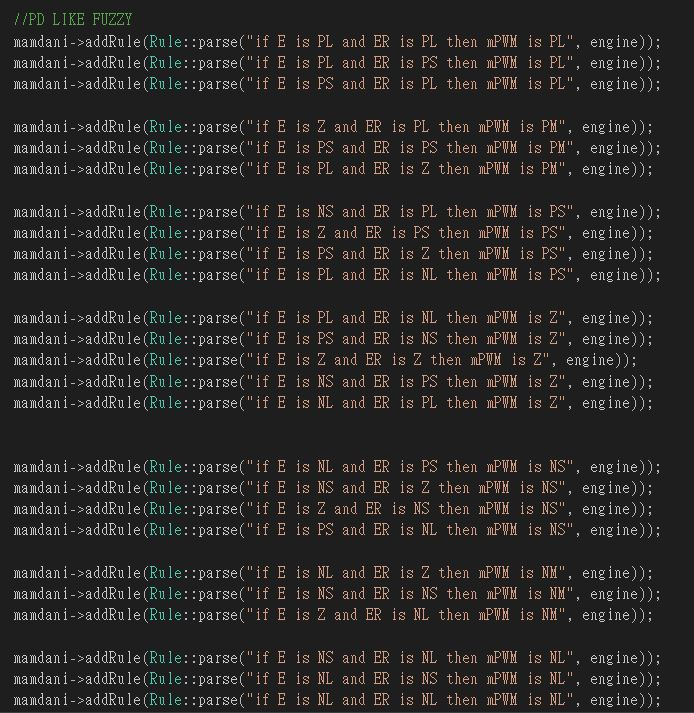 //PD LIKE FUZZY
mamdani->addRule(Rule::parse("if E is PL and ER is PL then mPWM is PL", engine));
mamdani->addRule(Rule::parse("if E is PL and ER is PS then mPWM is PL", engine));
mamdani->addRule(Rule::parse("if E is PS and ER is PL then mPWM is PL", engine));
mamdani->addRule(Rule::parse("if E is Z and ER is PL then mPWM is PM", engine));
mamdani->addRule(Rule::parse("if E is PS and ER is PS then mPWM is PM", engine));
mamdani->addRule(Rule::parse("if E is PL and ER is Z then mPWM is PM", engine));
mamdani->addRule(Rule::parse("if E is NS and ER is PL then mPWM is PS", engine));
mamdani->addRule(Rule::parse("if E is Z and ER is PS then mPWM is PS", engine));
mamdani->addRule(Rule::parse("if E is PS and ER is Z then mPWM is PS", engine));
mamdani->addRule(Rule::parse("if E is PL and ER is NL then mPWM is PS", engine));
mamdani->addRule(Rule::parse("if E is PL and ER is NL then mPWM is Z", engine));
mamdani->addRule(Rule::parse("if E is PS and ER is NS then mPWM is Z", engine));
mamdani->addRule(Rule::parse("if E is Z and ER is Z then mPWM is Z", engine));
mamdani->addRule(Rule::parse("if E is NS and ER is PS then mPWM is Z", engine));
mamdani->addRule(Rule::parse("if E is NL and ER is PL then mPWM is Z", engine));
mamdani->addRule(Rule::parse("if E is NL and ER is PS then mPWM is NS", engine));
mamdani->addRule(Rule::parse("if E is NS and ER is Z then mPWM is NS", engine));
mamdani->addRule(Rule::parse("if E is Z and ER is NS then mPWM is NS", engine));
mamdani->addRule(Rule::parse("if E is PS and ER is NL then mPWM is NS", engine));
mamdani->addRule(Rule::parse("if E is NL and ER is Z then mPWM is NM", engine));
mamdani->addRule(Rule::parse("if E is NS and ER is NS then mPWM is NM", engine));
mamdani->addRule(Rule::parse("if E is Z and ER is NL then mPWM is NM", engine));
mamdani->addRule(Rule::parse("if E is NS and ER is NL then mPWM is NL", engine));
mamdani->addRule(Rule::parse("if E is NL and ER is NS then mPWM is NL", engine));
mamdani->addRule(Rule::parse("if E is NL and ER is NL then mPWM is NL", engine));